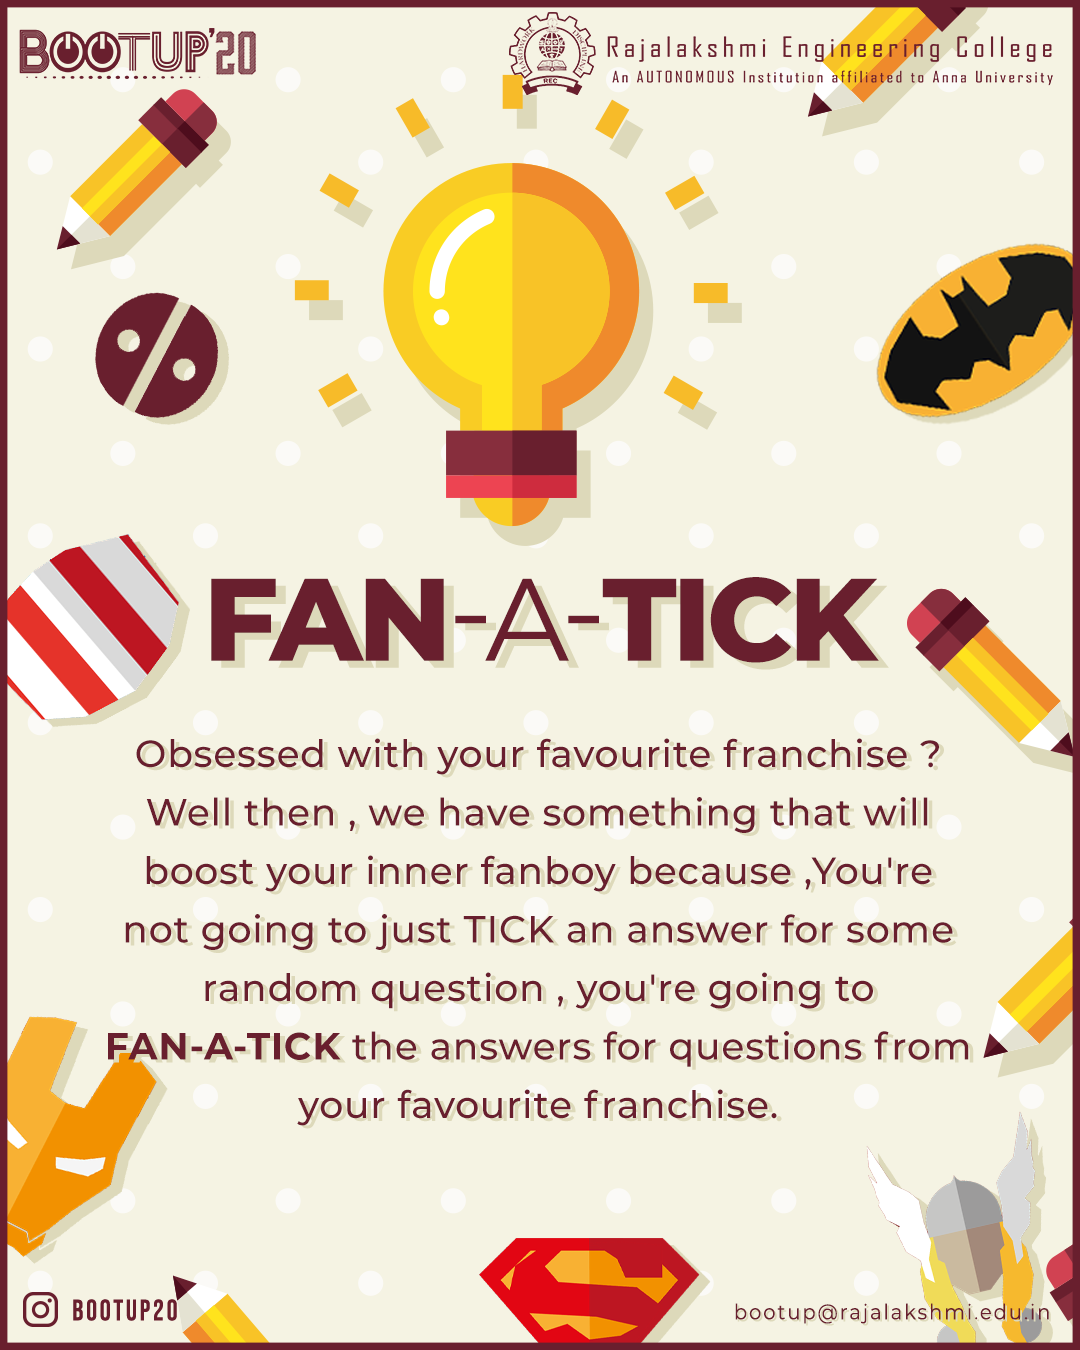 BOOTUP'20
HARDWORK DISCIPLINE
REC
Rajalakshmi Engineering College
An AUTONOMOUS Institution affiliated to Anna University
FAN-A-TICK
Obsessed with your favourite franchise ?
Well then , we have something that will
boost your inner fanboy because ,You're
not going to just TICK an answer for some
random question , you're going to
FAN-A-TICK the answers for questions from
your favourite franchise.
BOOTUP20
bootup@rajalakshmi.edu.in